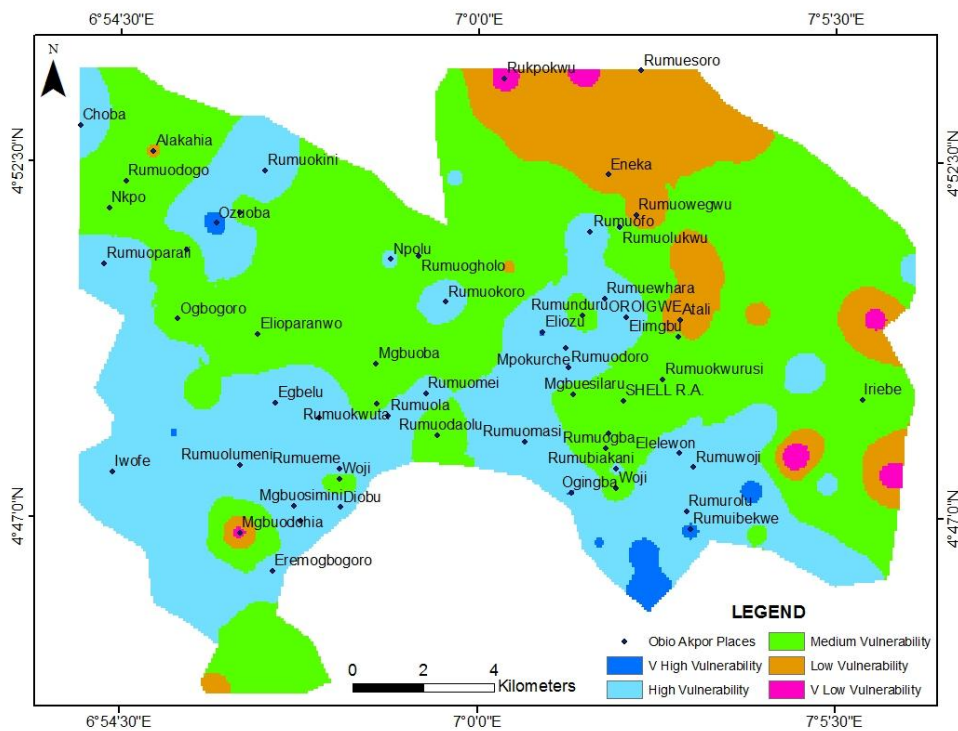 6°54'30"E 7°0'0"E 7°5'30"E
N
4°52'30"N 4°52'30"N
4°47'0"N 4°47'0"N
Rumuesoro
Rukpokwu
Choba
Alakahia
Rumuokini
Rumuodogo
Eneka
Nkpo
Ozuoba
Rumuowegwu
Rumuofo
Rumuolukwu
Rumuoparali
Npolu
Rumuogholo
Rumuokoro
Rumuewhara
Rumunduru
OROIGWE
Atali
Ogbogoro
Elioparanwo
Eliozu
Elimgbu
Mgbuoba
Mpokurche
Rumuodoro
Rumuokwurusi
Rumuomei
Mgbuesilaru
SHELL R.A.
Iriebe
Egbelu
Rumuokwuta
Rumuola
Rumuodaolu
Rumuomasi
Rumuogba
Elelewon
Rumuolumeni
Rumueme
Rumubiakani
Rumuwoji
Iwofe
Woji
Woji
Mgbuosimini
Diobu
Ogingba
Rumurolu
Mgbuodohia
Rumuibekwe
Eremogbogoro
0 2 4
Kilometers
LEGEND
Obio Akpor Places
V High Vulnerability
High Vulnerability
Medium Vulnerability
Low Vulnerability
V Low Vulnerability
6°54'30"E 7°0'0"E 7°5'30"E